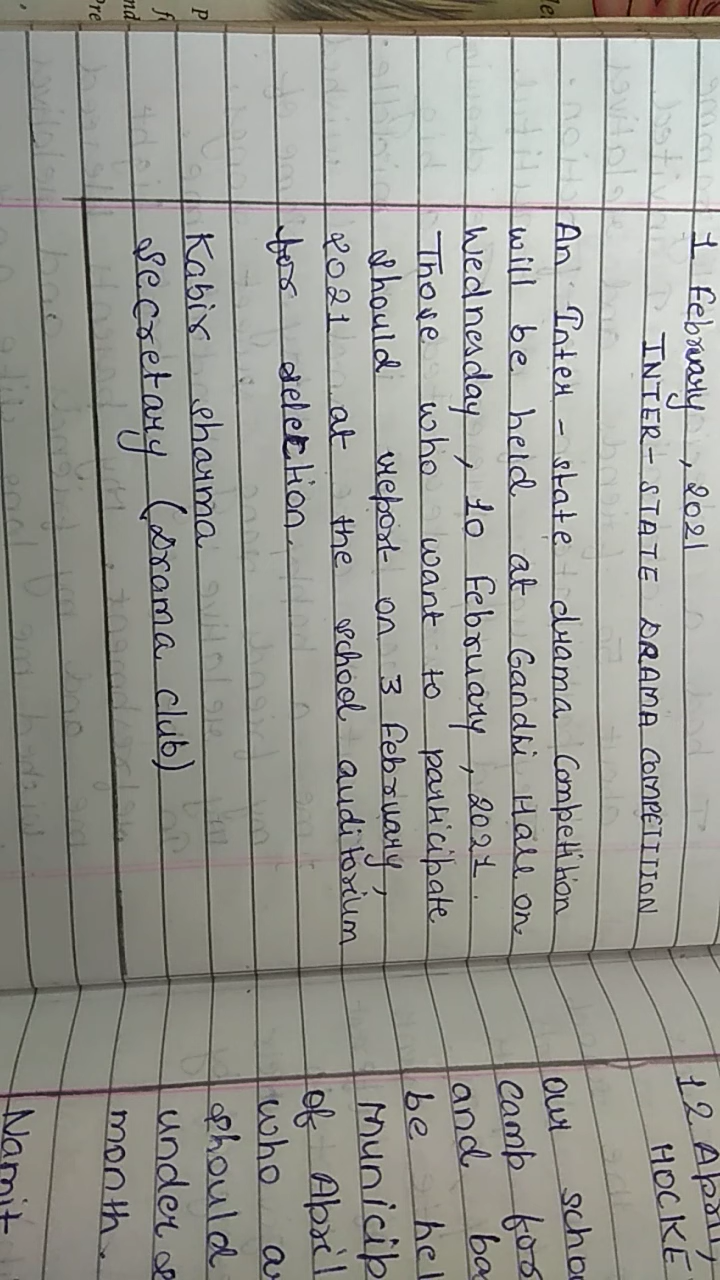 1 February, 2021
INTER-STATE DRAMA COMPETITION
An Inter-state drama competition
will be held at Gandhi Hall on
Wednesday, 10 February, 2021.
Those who want to participate
should report on 3 February,
2021 at the school auditorium
for selection.
Kabir sharma
Secretary (Drama club)
12 April,
HOCKE
Our scho
camp for
and ba
be hel
Municip
of April
who a
should
under
month.
Namit